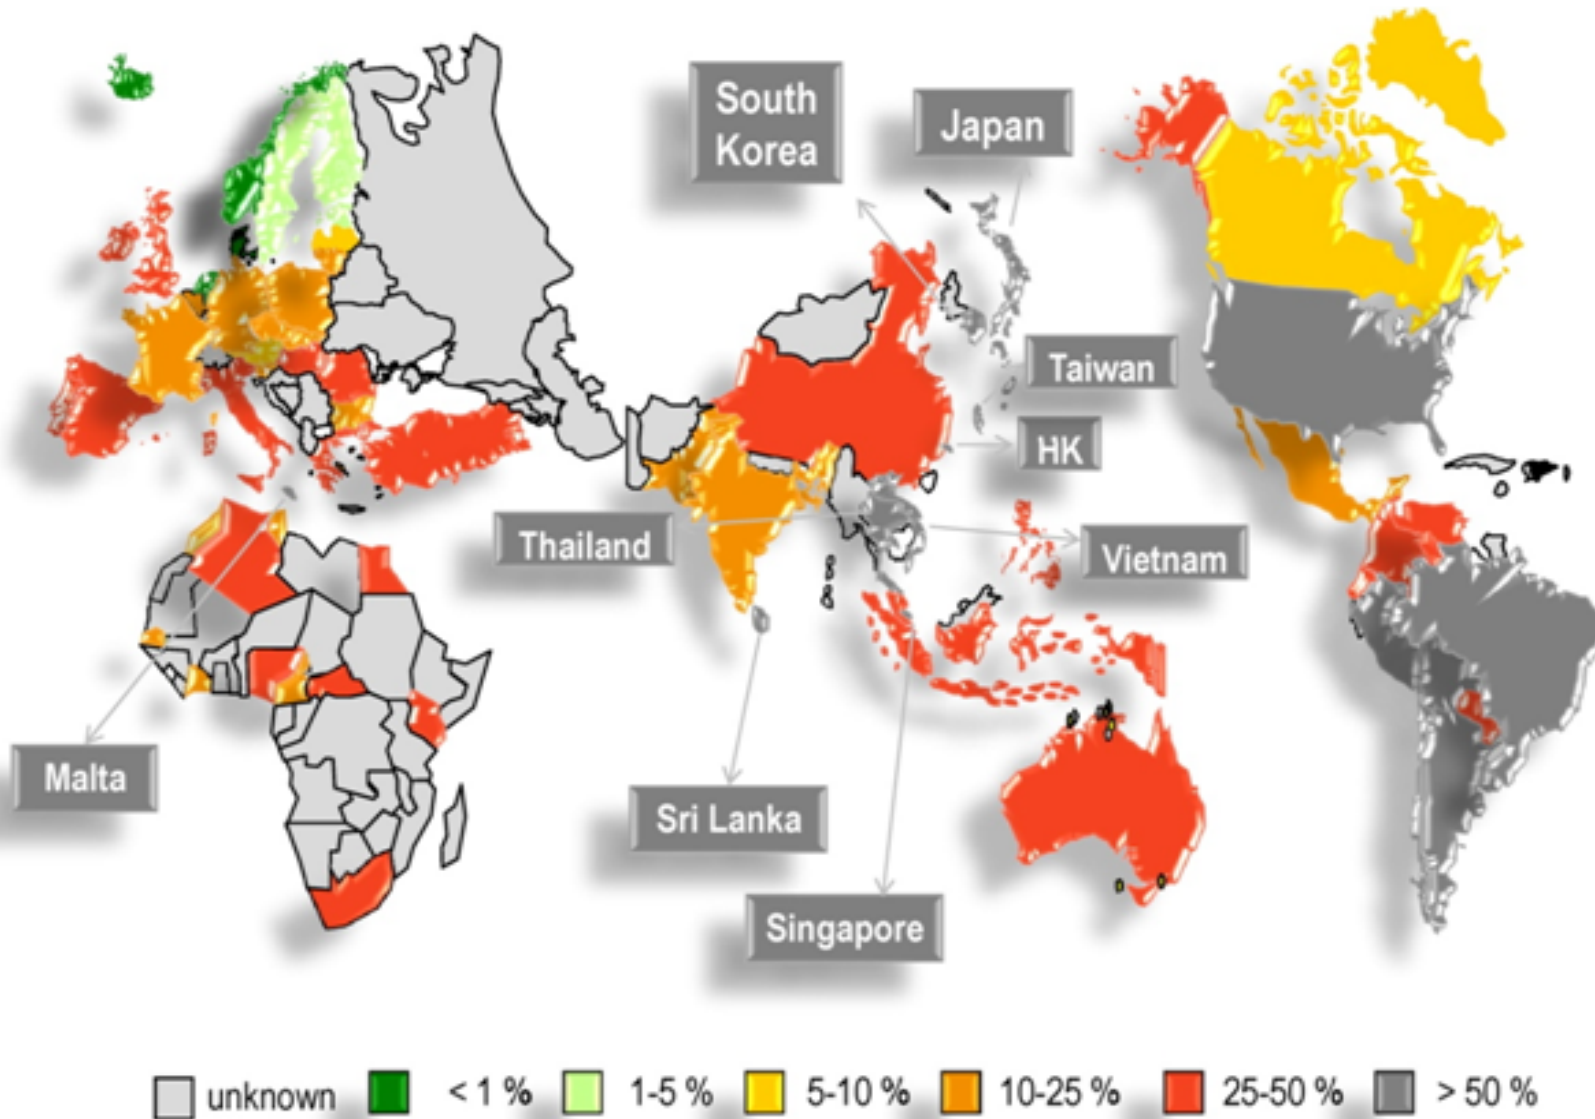 South
Korea
Japan
Taiwan
HK
Thailand
Vietnam
Malta
Sri Lanka
Singapore
unknown
< 1 %
1-5 %
5-10 %
10-25 %
25-50 %
> 50 %